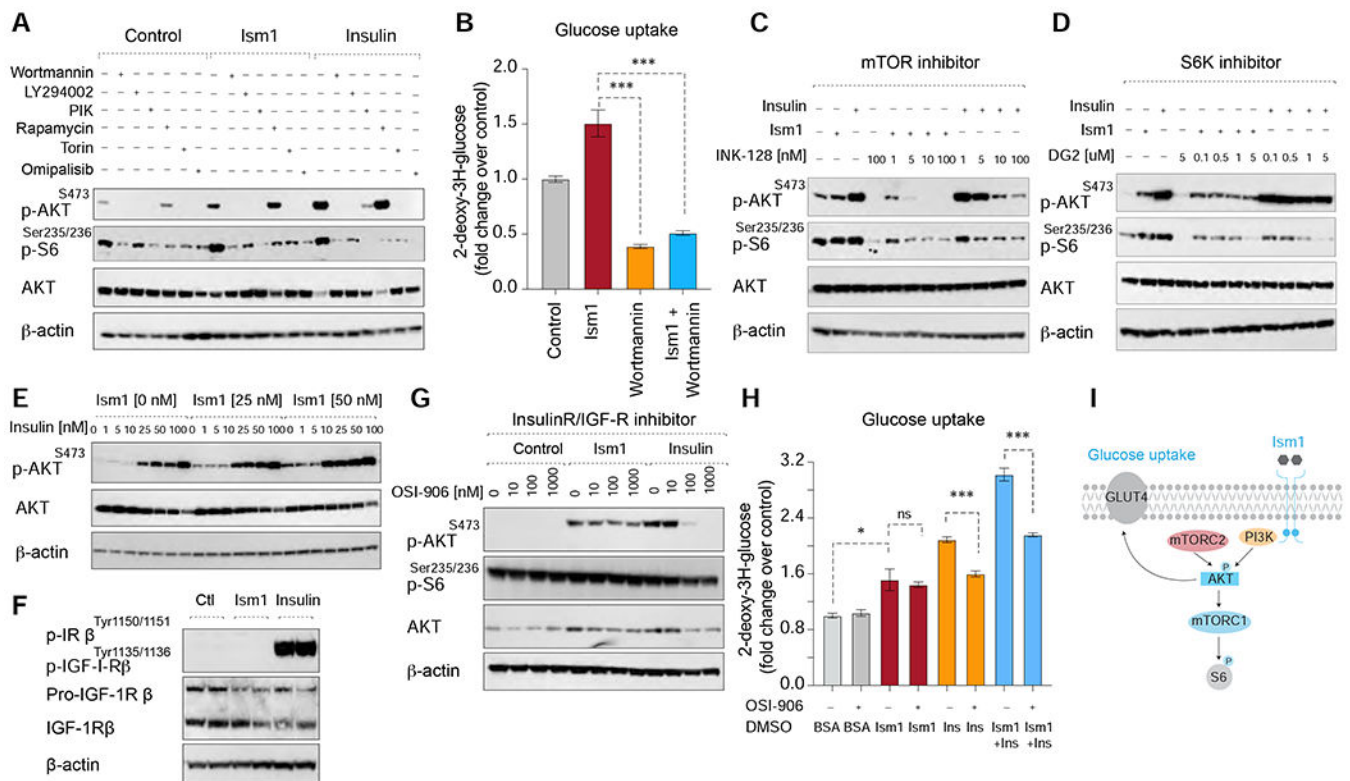 A
Control Ism1 Insulin
Wortmannin – + – – – – – – + – – – – – – + – – – – –
LY294002 – – + – – – – – – + – – – – – – + – – – –
PIK – – – + – – – – – – + – – – – – – + – – –
Rapamycin – – – – + – – – – – – + – – – – – – + – –
Torin – – – – – + – – – – – – + – – – – – – + –
Omipalisib – – – – – – + – – – – – – + – – – – – – +
p-AKT S473
p-S6 Ser235/236
AKT
β-actin
B
Glucose uptake
2-deoxy-3H-glucose
(fold change over control)
2.0
1.5
1.0
0.5
0.0
***
***
Control
Ism1
Wortmannin
Ism1 +
Wortmannin
C
mTOR inhibitor
Insulin – – + – – – – – + + + +
Ism1 – + – – + + + + – – – –
INK-128 [nM] – – – 100 1 5 10 100 1 5 10 100
p-AKT S473
p-S6 Ser235/236
AKT
β-actin
D
S6K inhibitor
Insulin – – + – – – – – + + + +
Ism1 – + – – + + + + – – – –
DG2 [uM] – – – 5 0.1 0.5 1 5 0.1 0.5 1 5
p-AKT S473
p-S6 Ser235/236
AKT
β-actin
E
Ism1 [0 nM] Ism1 [25 nM] Ism1 [50 nM]
Insulin [nM] 0 1 5 10 25 50 100 0 1 5 10 25 50 100 0 1 5 10 25 50 100
p-AKT S473
AKT
β-actin
F
Ctl Ism1 Insulin
p-IR β Tyr1150/1151
p-IGF-I-Rβ Tyr1135/1136
Pro-IGF-1R β
IGF-1Rβ
β-actin
G
InsulinR/IGF-R inhibitor
Control Ism1 Insulin
OSI-906 [nM] 0 10 100 1000 0 10 100 1000 0 10 100 1000
p-AKT S473
p-S6 Ser235/236
AKT
β-actin
H
Glucose uptake
2-deoxy-3H-glucose
(fold change over control)
3.2
2.4
1.6
0.8
0.0
*
ns
***
***
OSI-906 – + – + – + – +
DMSO BSA BSA Ism1 Ism1 Ins Ins Ism1 +Ins Ism1 +Ins
I
Ism1
Glucose uptake
GLUT4
mTORC2
PI3K
P
AKT
mTORC1
P
S6